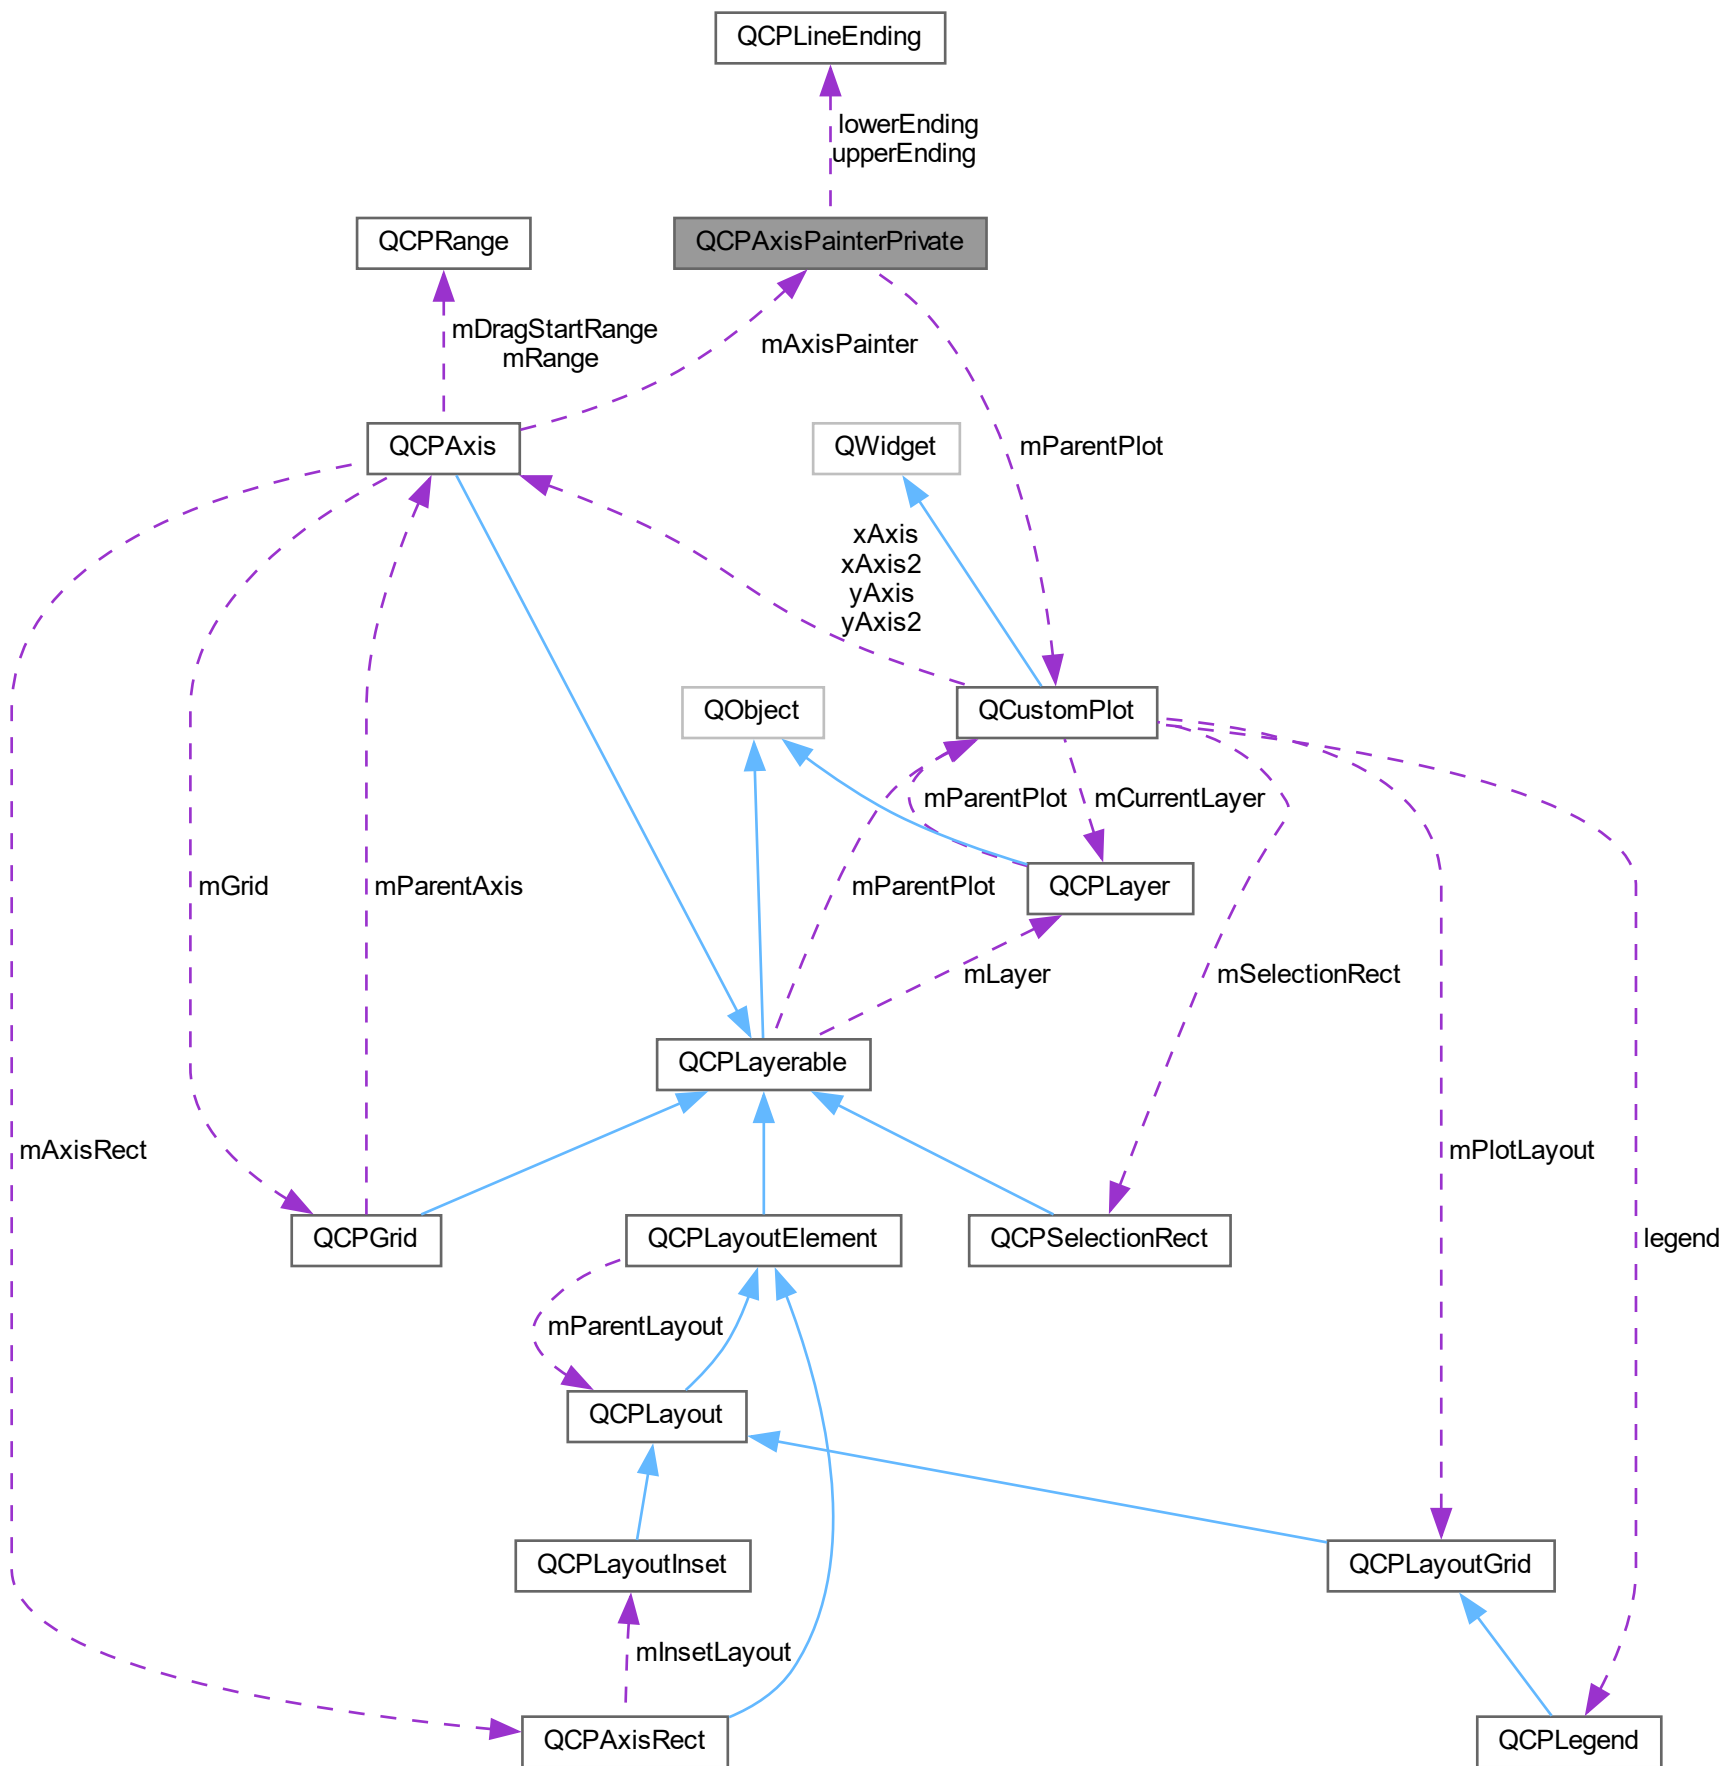 QCPLineEnding
lowerEnding
upperEnding
QCPRange
QCPAxisPainterPrivate
mDragStartRange
mRange
mAxisPainter
QCPAxis
QWidget
mParentPlot
xAxis
xAxis2
yAxis
yAxis2
QObject
QCustomPlot
mParentPlot
mCurrentLayer
mGrid
mParentAxis
mParentPlot
QCPLayer
mLayer
mSelectionRect
QCPLayerable
mAxisRect
mPlotLayout
QCPGrid
QCPLayoutElement
QCPSelectionRect
legend
mParentLayout
QCPLayout
QCPLayoutInset
QCPLayoutGrid
mInsetLayout
QCPAxisRect
QCPLegend